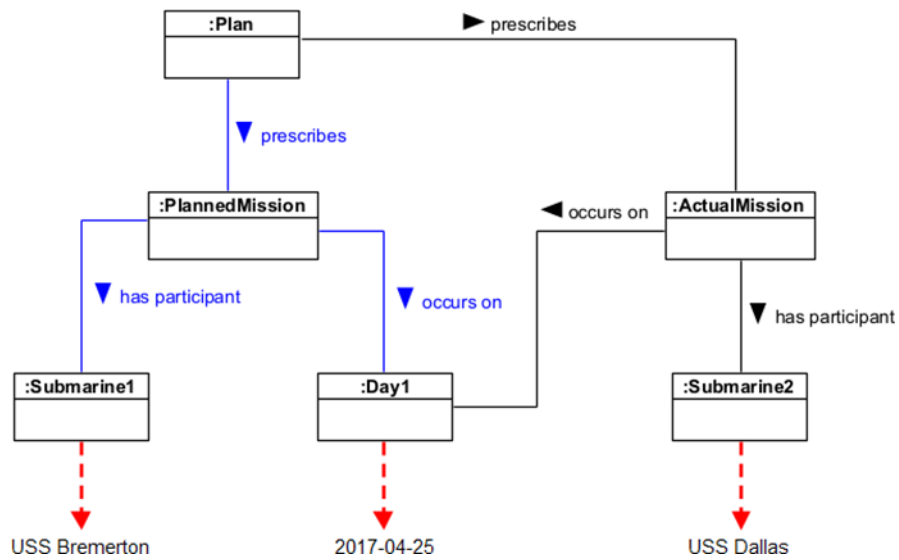 :Plan
prescribes
prescribes
:PlannedMission
:ActualMission
occurs on
has participant
occurs on
has participant
:Submarine1
:Day1
:Submarine2
USS Bremerton
2017-04-25
USS Dallas